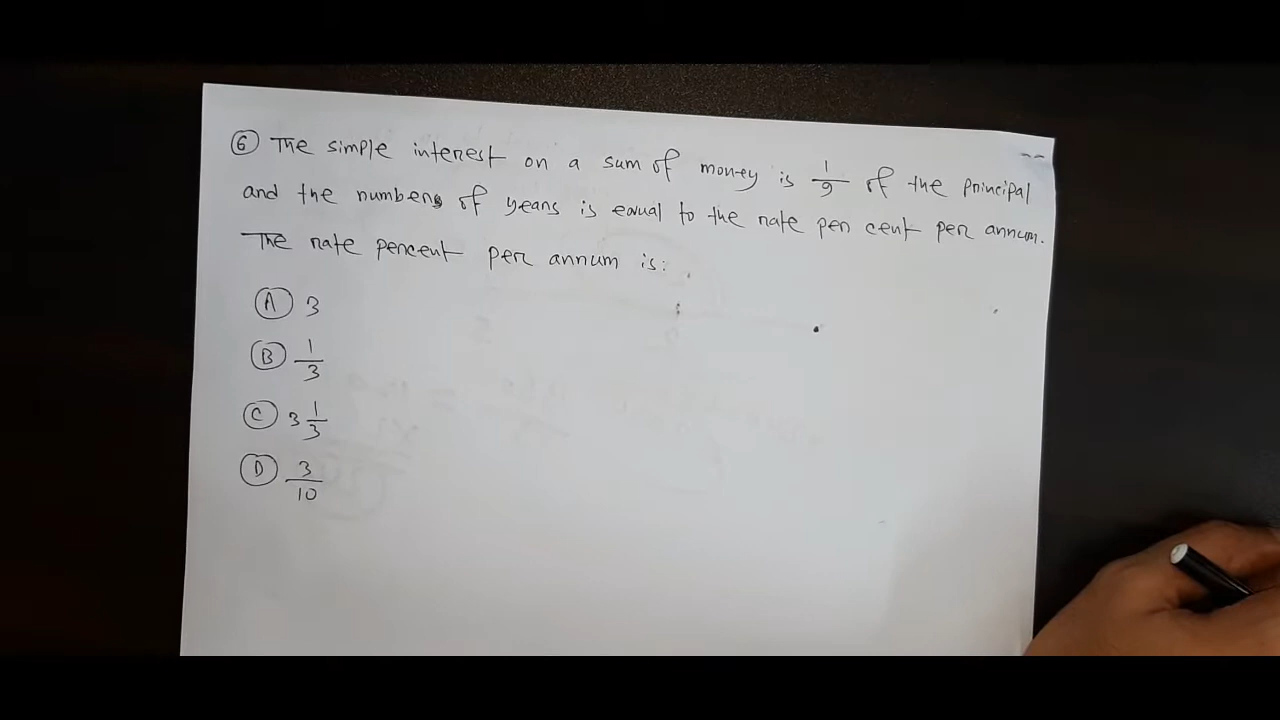 ⑥ The simple interest on a sum of money is 1/9 of the principal
and the numbers of years is equal to the rate per cent per annum.
The rate percent per annum is:
Ⓐ 3
Ⓑ 1/3
Ⓒ 3 1/3
Ⓓ 3/10